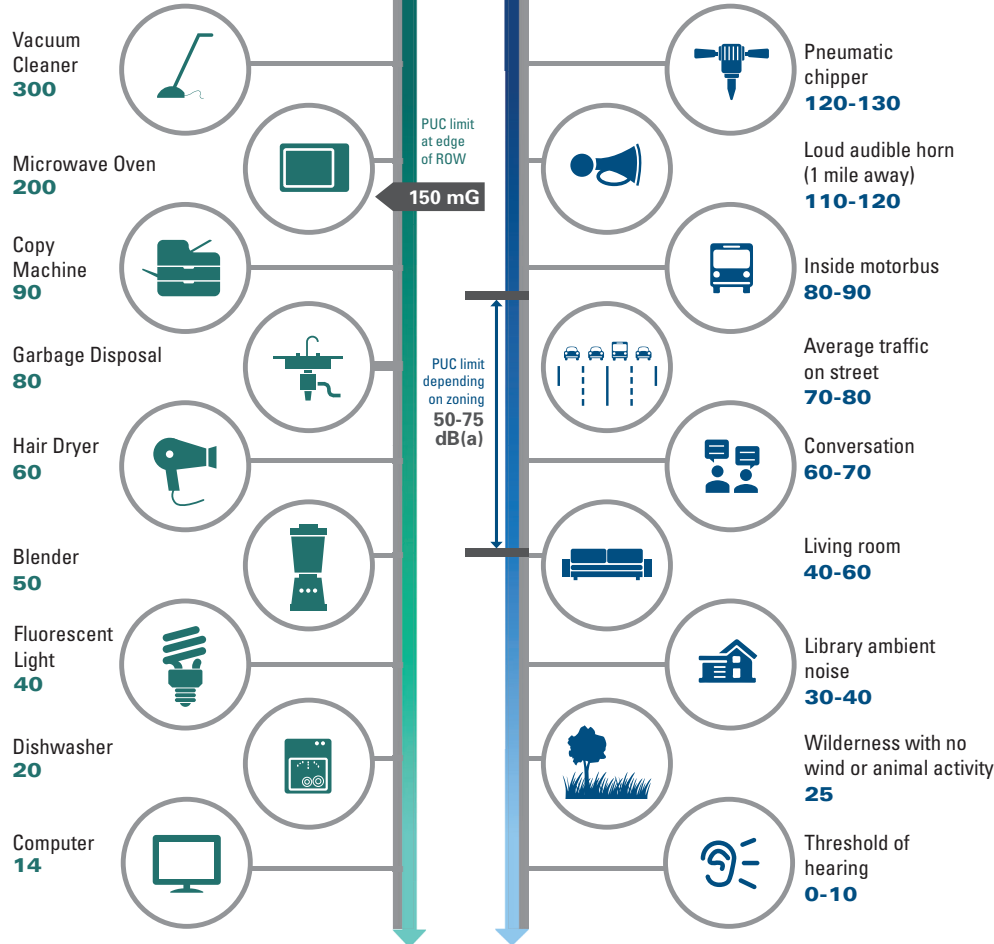 Vacuum
Cleaner
300
Microwave Oven
200
Copy
Machine
90
Garbage Disposal
80
Hair Dryer
60
Blender
50
Fluorescent
Light
40
Dishwasher
20
Computer
14
PUC limit
at edge
of ROW
150 mG
PUC limit
depending
on zoning
50-75
dB(a)
Pneumatic
chipper
120-130
Loud audible horn
(1 mile away)
110-120
Inside motorbus
80-90
Average traffic
on street
70-80
Conversation
60-70
Living room
40-60
Library ambient
noise
30-40
Wilderness with no
wind or animal activity
25
Threshold of
hearing
0-10